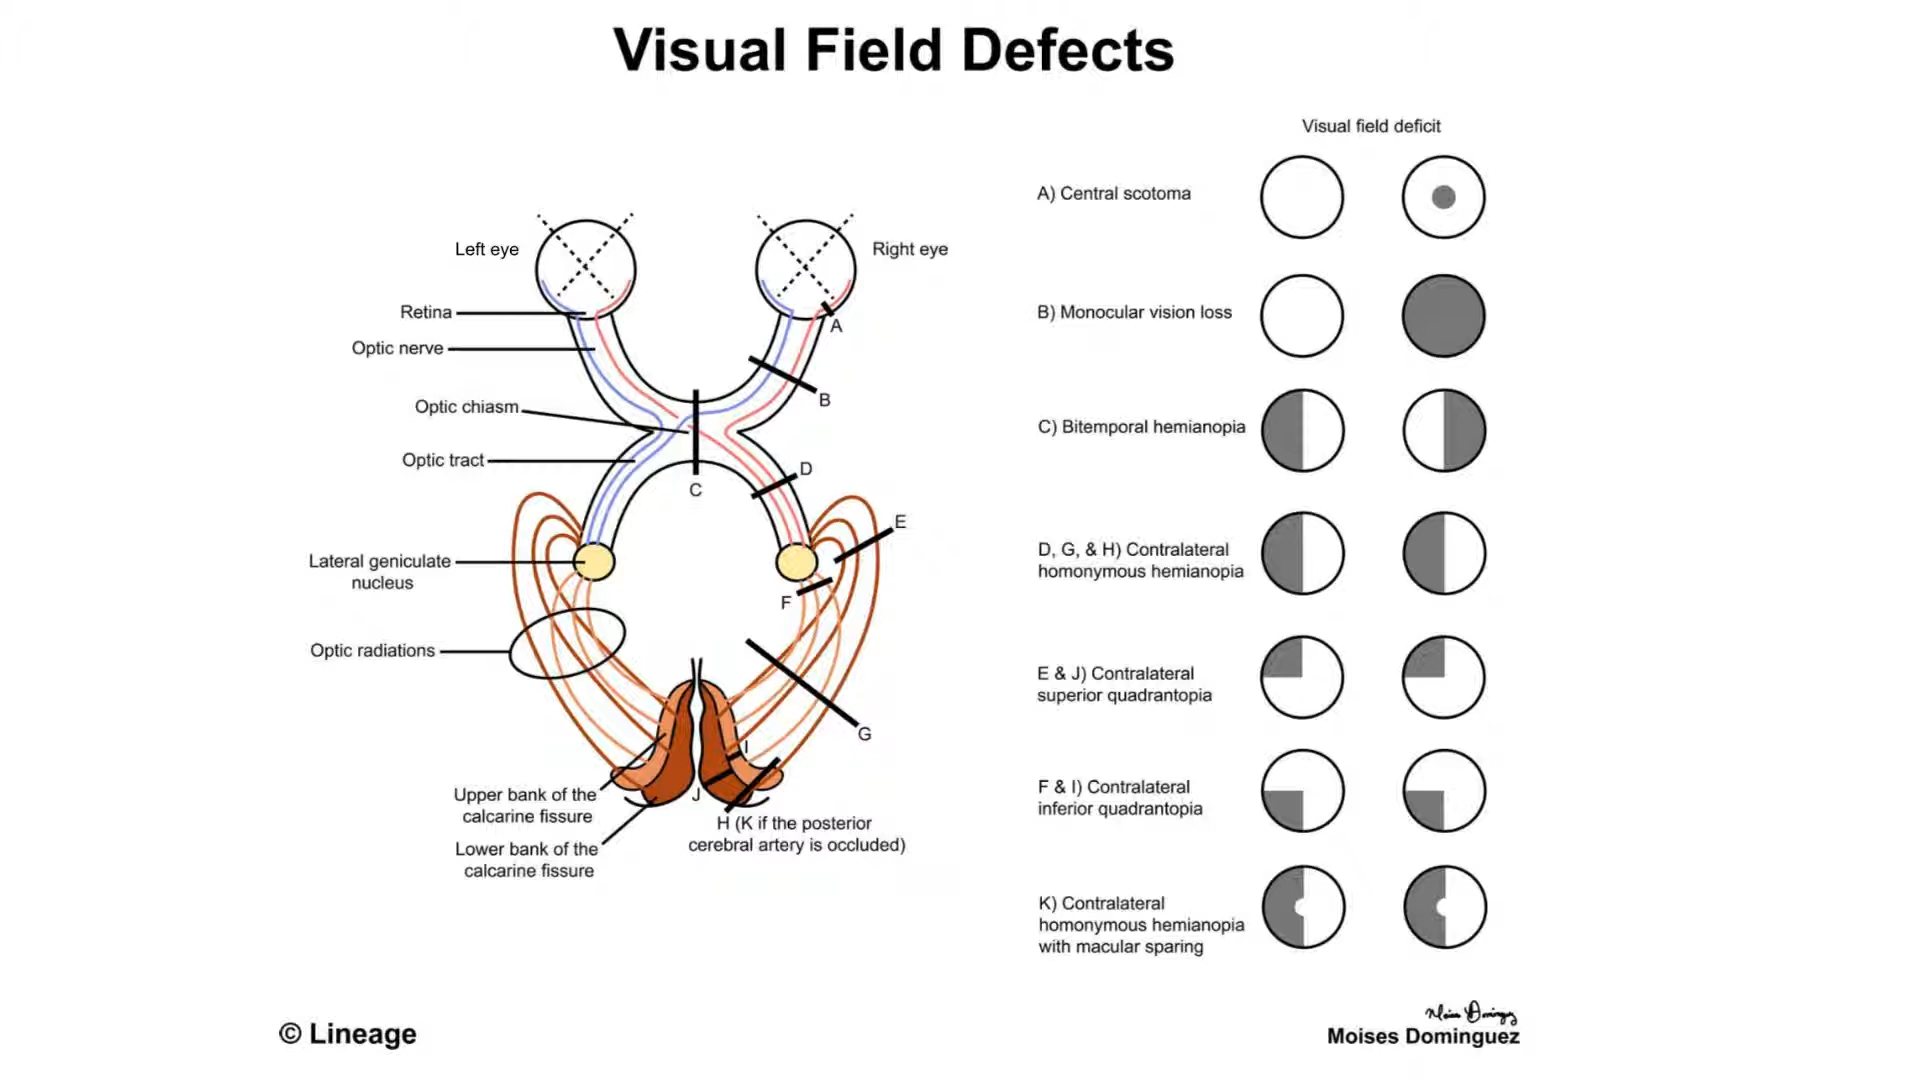 Visual Field Defects
Left eye
Right eye
Retina
Optic nerve
Optic chiasm
Optic tract
Lateral geniculate
nucleus
Optic radiations
Upper bank of the
calcarine fissure
Lower bank of the
calcarine fissure
A
B
C
D
E
F
G
I
J
H (K if the posterior
cerebral artery is occluded)
Visual field deficit
A) Central scotoma
B) Monocular vision loss
C) Bitemporal hemianopia
D, G, & H) Contralateral
homonymous hemianopia
E & J) Contralateral
superior quadrantopia
F & I) Contralateral
inferior quadrantopia
K) Contralateral
homonymous hemianopia
with macular sparing
© Lineage
Moises Dominguez
Moises Dominguez